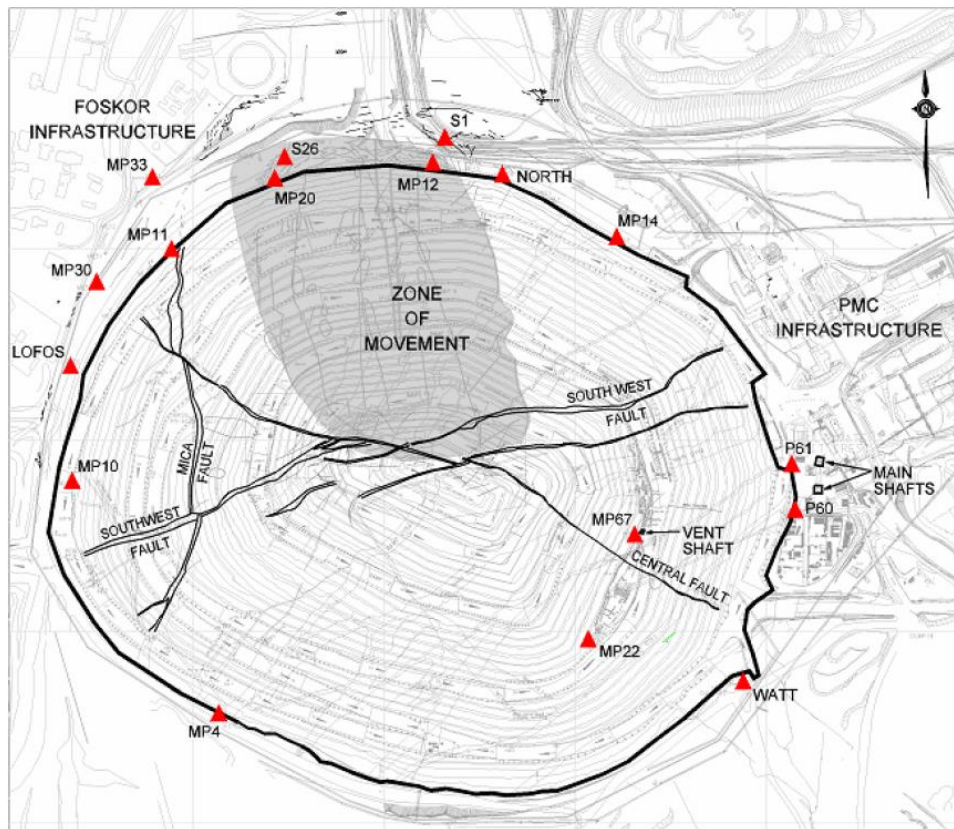 FOSKOR
INFRASTRUCTURE
S1
S26
MP33
MP20
MP12
NORTH
MP11
MP14
MP30
ZONE
OF
MOVEMENT
PMC
INFRASTRUCTURE
LOFOS
SOUTH WEST
FAULT
MICA
FAULT
P61
MAIN
SHAFTS
MP10
P60
SOUTHWEST
FAULT
MP67
VENT
SHAFT
CENTRAL FAULT
MP22
WATT
MP4
N